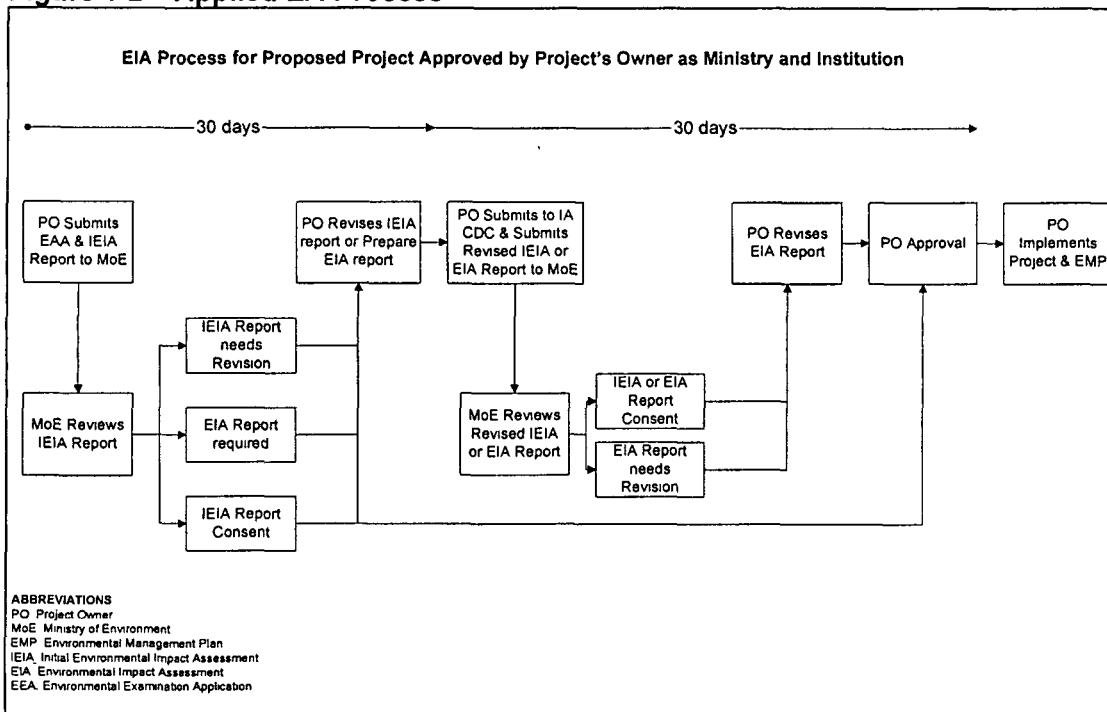 EIA Process for Proposed Project Approved by Project's Owner as Ministry and Institution
30 days
30 days
PO Submits
EAA & IEIA
Report to MoE
PO Revises IEIA
report or Prepare
EIA report
PO Submits to IA
CDC & Submits
Revised IEIA or
EIA Report to MoE
PO Revises
EIA Report
PO Approval
PO
Implements
Project & EMP
IEIA Report
needs
Revision
MoE Reviews
IEIA Report
EIA Report
required
IEIA Report
Consent
MoE Reviews
Revised IEIA
or EIA Report
IEIA or EIA
Report
Consent
EIA Report
needs
Revision
ABBREVIATIONS
PO Project Owner
MoE Ministry of Environment
EMP Environmental Management Plan
IEIA Initial Environmental Impact Assessment
EIA Environmental Impact Assessment
EEA. Environmental Examination Application